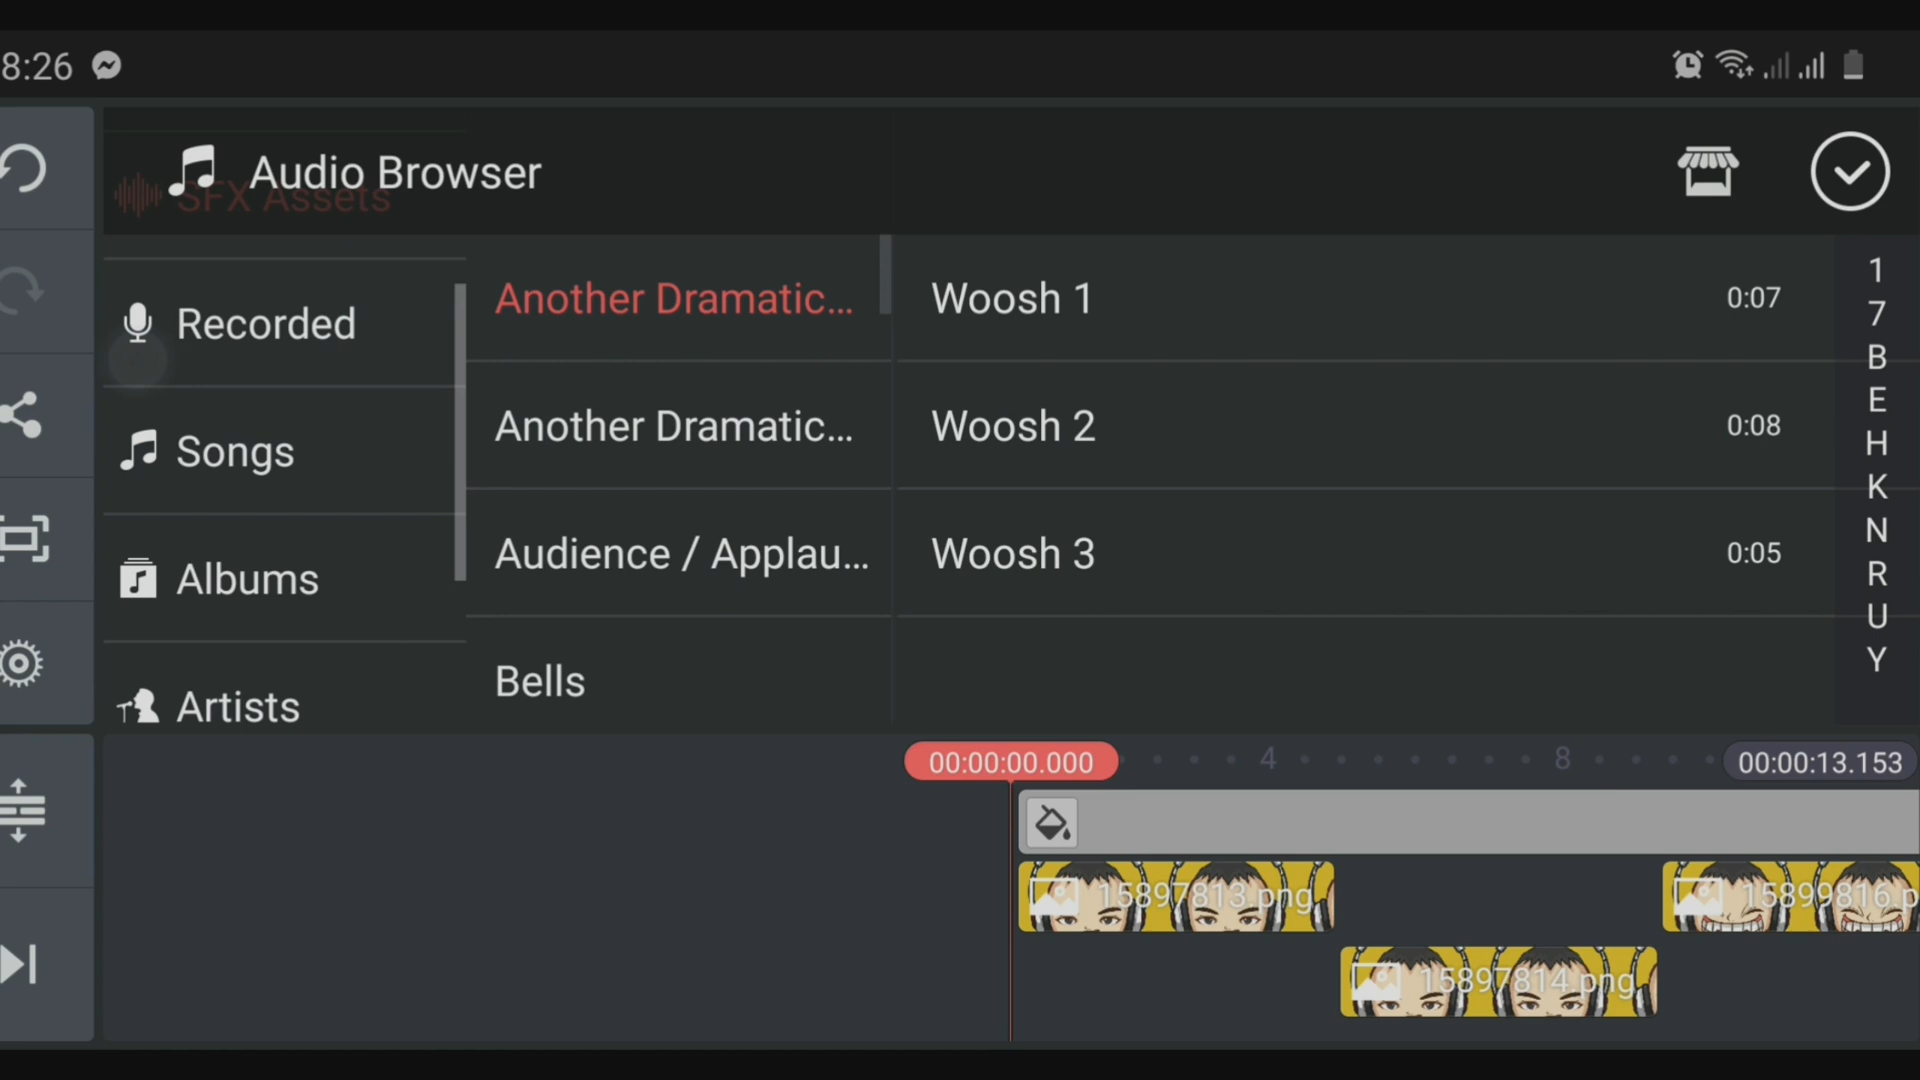 8:26
Audio Browser
SFX Assets
Recorded
Songs
Albums
Artists
Another Dramatic...
Another Dramatic...
Audience / Applau...
Bells
Woosh 1 0:07
Woosh 2 0:08
Woosh 3 0:05
1
7
B
E
H
K
N
R
U
Y
00:00:00.000 4 8 00:00:13.153
15897813.png
15899816.p
15897814.png